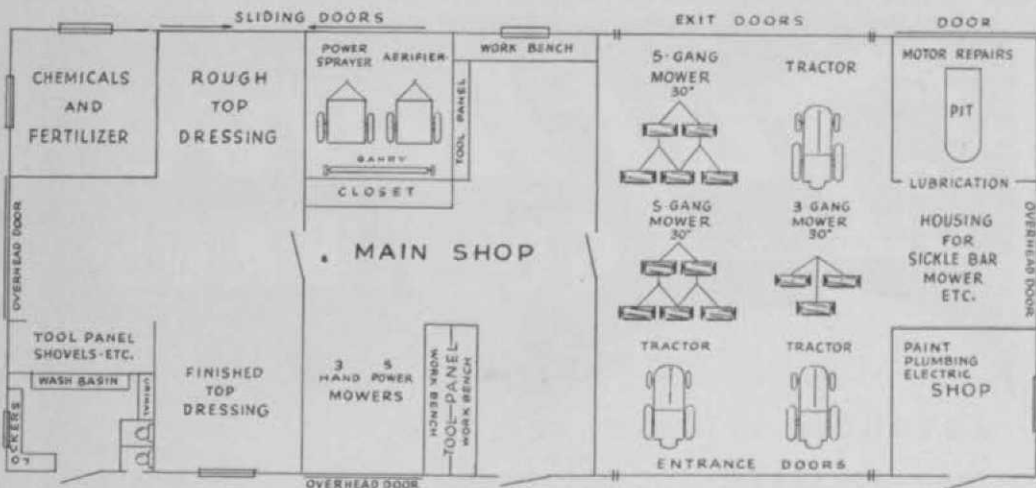 SLIDING DOORS
EXIT DOORS
DOOR
CHEMICALS
AND
FERTILIZER
ROUGH
TOP
DRESSING
POWER
SPRAYER
AERIFIER
GAHRY
CLOSET
TOOL PANEL
WORK BENCH
5-GANG
MOWER
30"
TRACTOR
MOTOR REPAIRS
PIT
LUBRICATION
OVERHEAD DOOR
MAIN SHOP
5-GANG
MOWER
30"
3 GANG
MOWER
30"
HOUSING
FOR
SICKLE BAR
MOWER
ETC.
OVERHEAD DOOR
TOOL PANEL
SHOVELS-ETC.
WASH BASIN
URINAL
LOCKERS
FINISHED
TOP
DRESSING
3 5
HAND POWER
MOWERS
WORK BENCH
TOOL-PANEL
WORK BENCH
TRACTOR
TRACTOR
PAINT
PLUMBING
ELECTRIC
SHOP
ENTRANCE DOORS
OVERHEAD DOOR